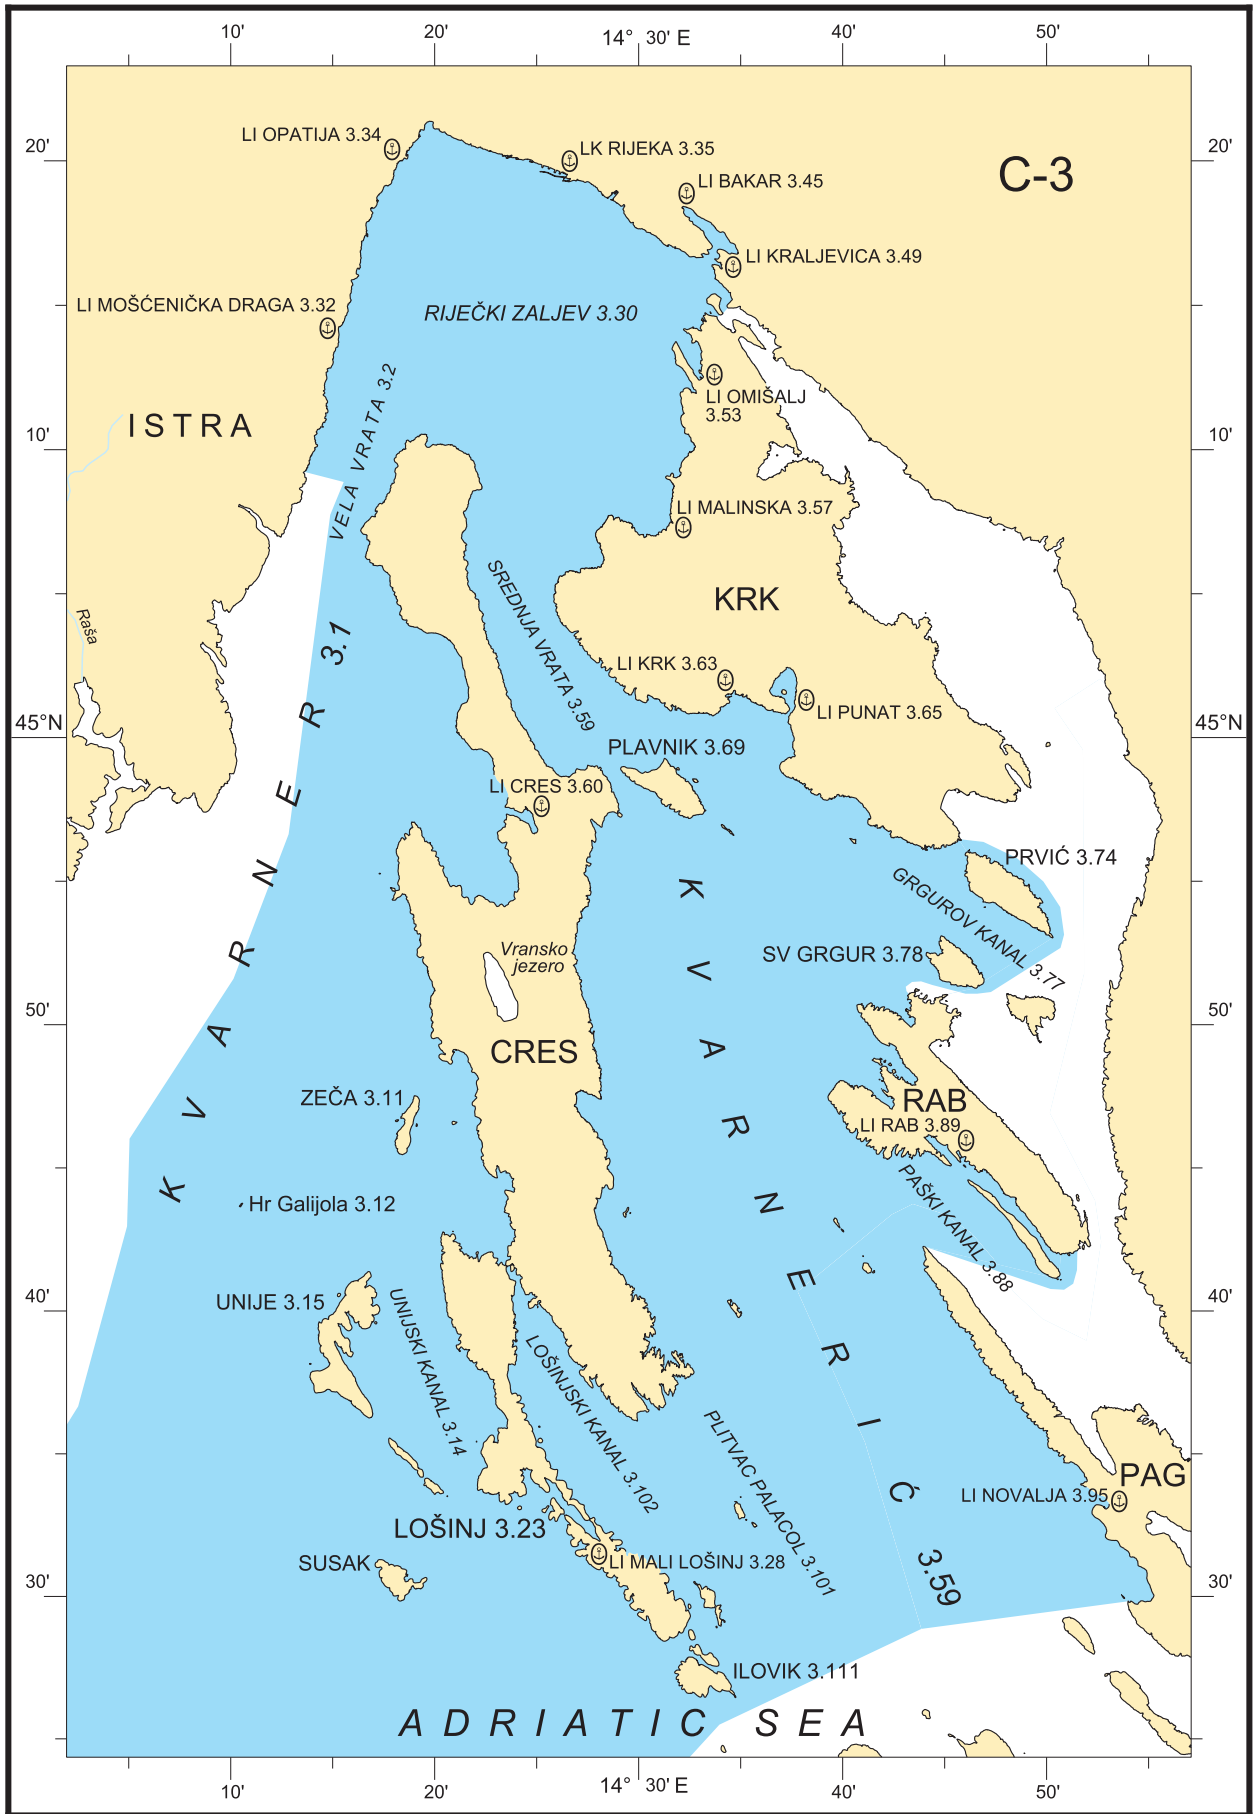 10' 20' 14° 30' E 40' 50'
LI OPATIJA 3.34
20' 20'
LK RIJEKA 3.35
C-3
LI BAKAR 3.45
LI KRALJEVICA 3.49
LI MOŠĆENIČKA DRAGA 3.32
RIJEČKI ZALJEV 3.30
VELA VRATA 3.2
LI OMIŠALJ
3.53
ISTRA
10' 10'
LI MALINSKA 3.57
SREDNJA VRATA 3.59
KRK
Raša
LI KRK 3.63
LI PUNAT 3.65
45°N 45°N
PLAVNIK 3.69
LI CRES 3.60
KVARNER 3.1
PRVIĆ 3.74
GRGUROV KANAL 3.77
SV GRGUR 3.78
Vransko
jezero
50' 50'
CRES
ZEČA 3.11
RAB
LI RAB 3.89
PAŠKI KANAL 3.88
Hr Galijola 3.12
KVARNERIĆ 3.59
UNIJE 3.15
40' 40'
UNIJSKI KANAL 3.14
LOŠINJSKI KANAL 3.102
PLITVAC PALACOL 3.101
PAG
LI NOVALJA 3.95
LOŠINJ 3.23
SUSAK
LI MALI LOŠINJ 3.28
30' 30'
ILOVIK 3.111
ADRIATIC SEA
10' 20' 14° 30' E 40' 50'